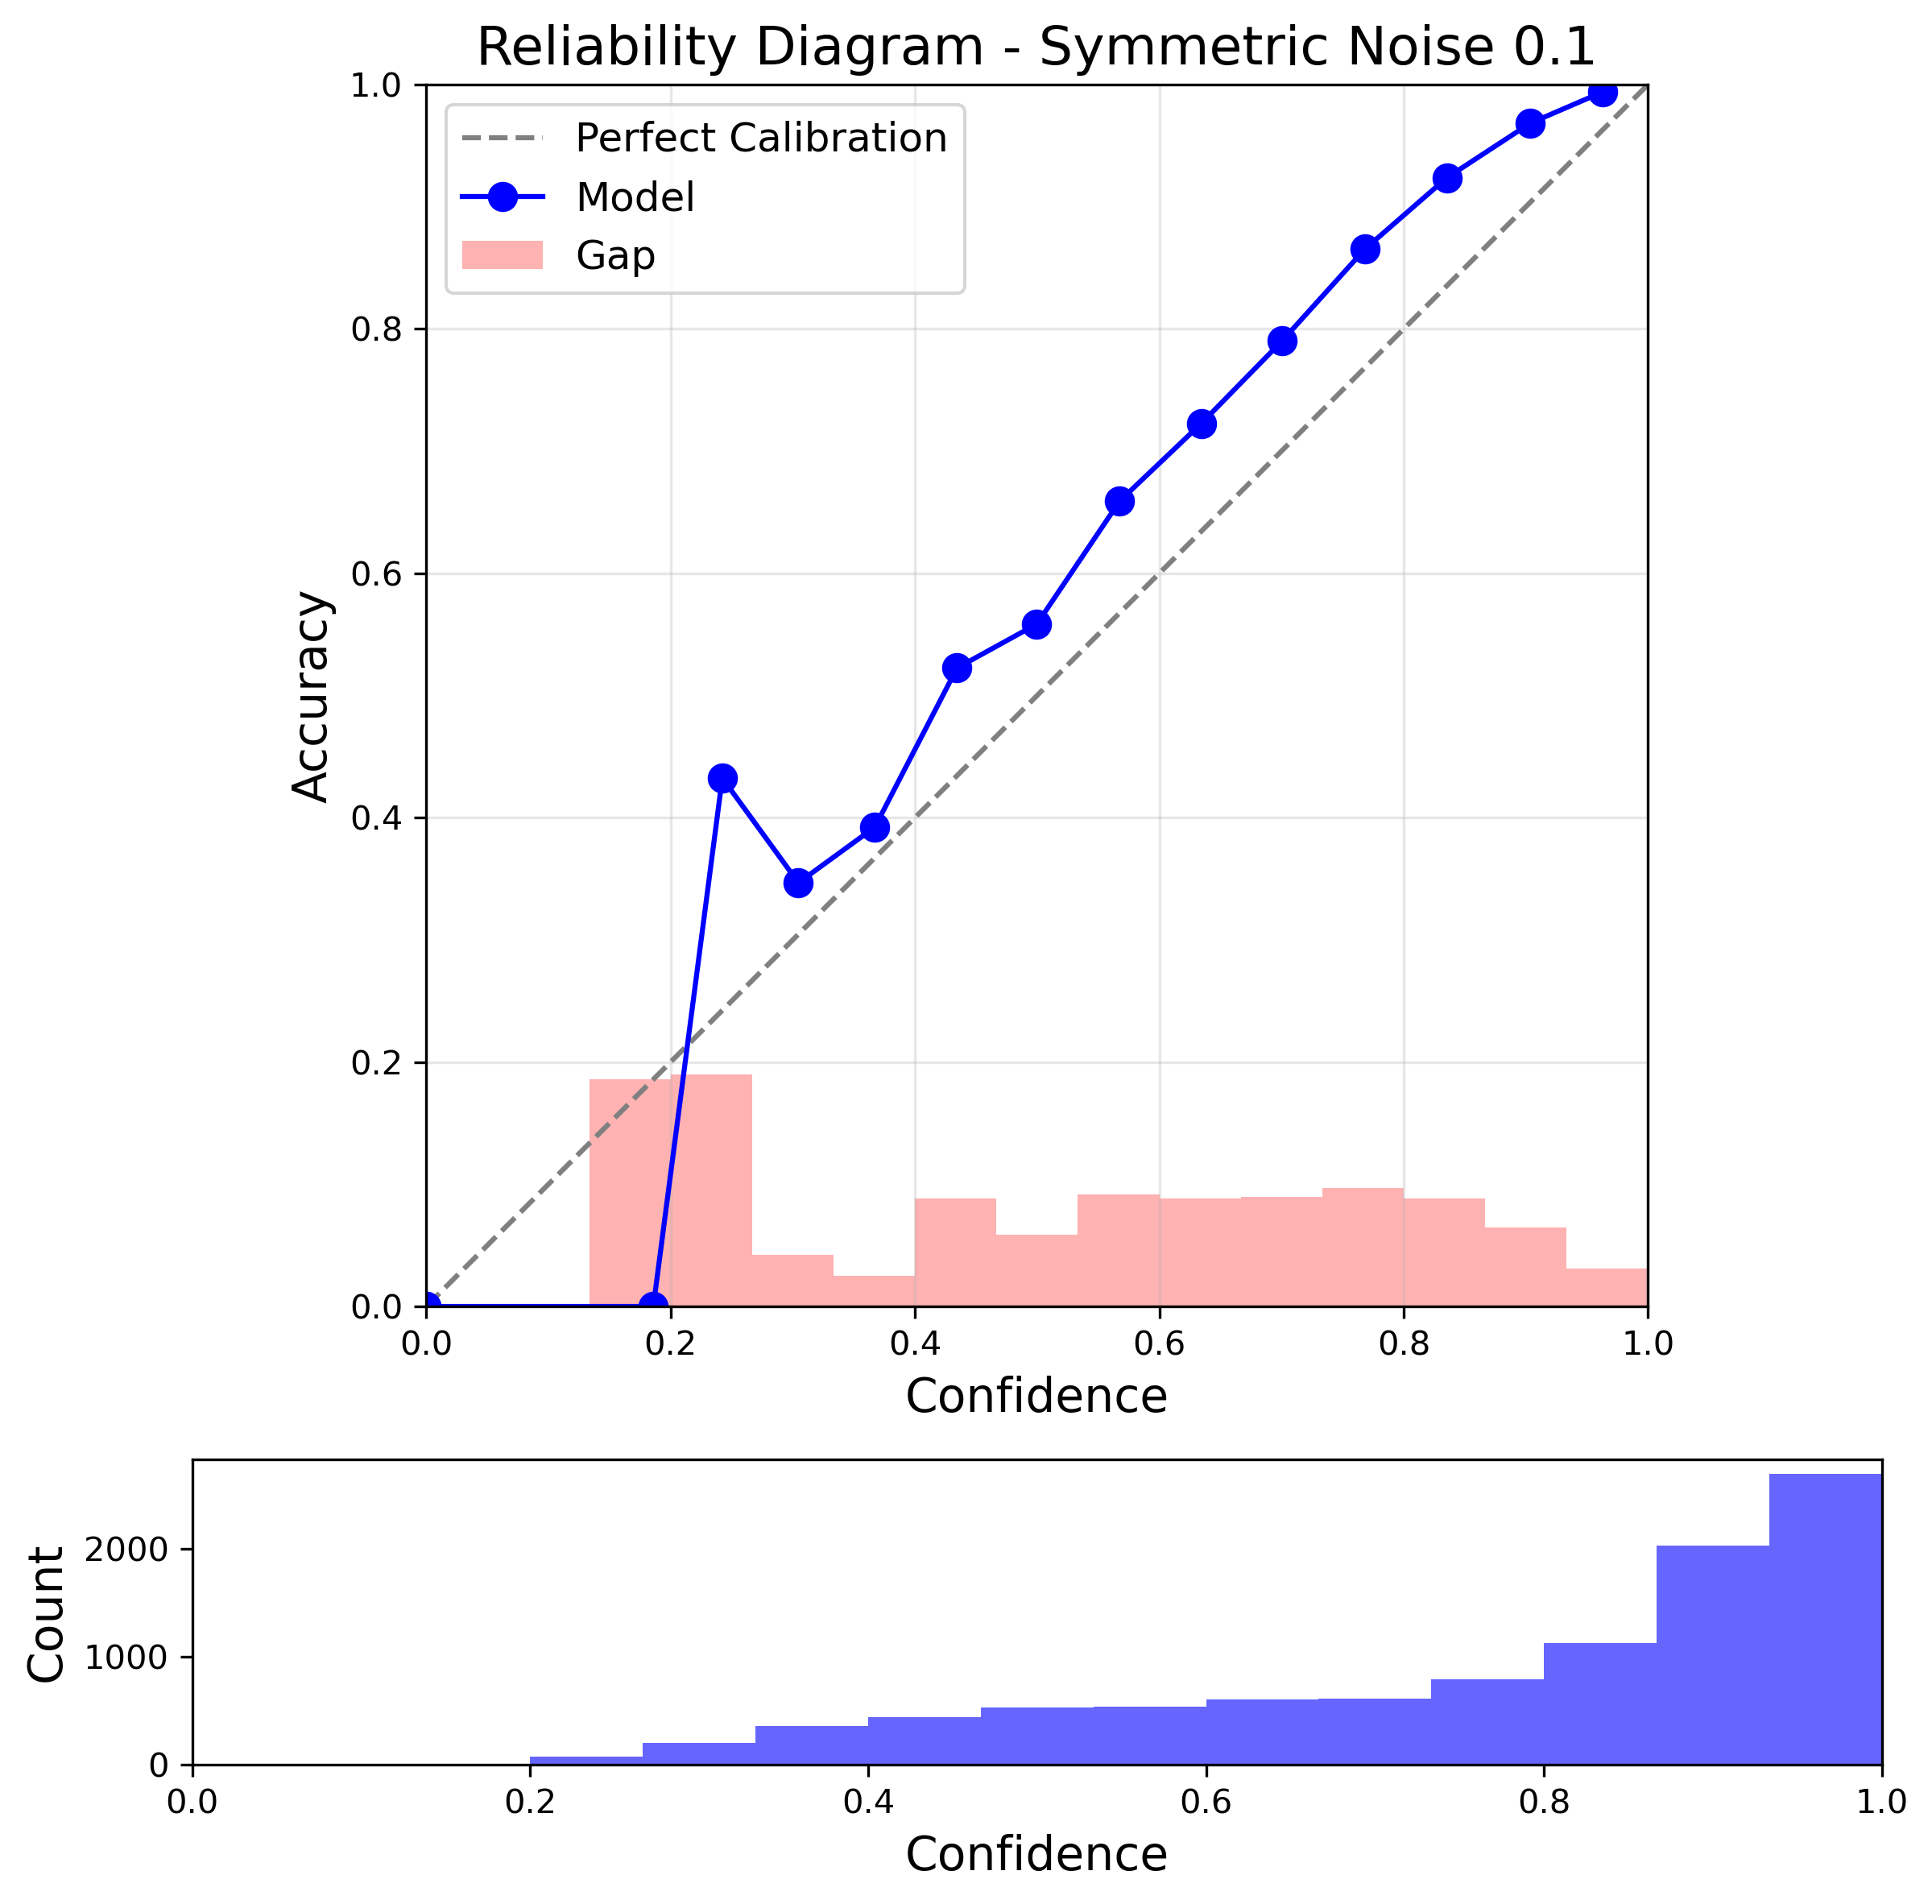 Reliability Diagram - Symmetric Noise 0.1
Perfect Calibration
Model
Gap
Accuracy
1.0
0.8
0.6
0.4
0.2
0.0
0.0 0.2 0.4 0.6 0.8 1.0
Confidence
Count
2000
1000
0
0.0 0.2 0.4 0.6 0.8 1.0
Confidence